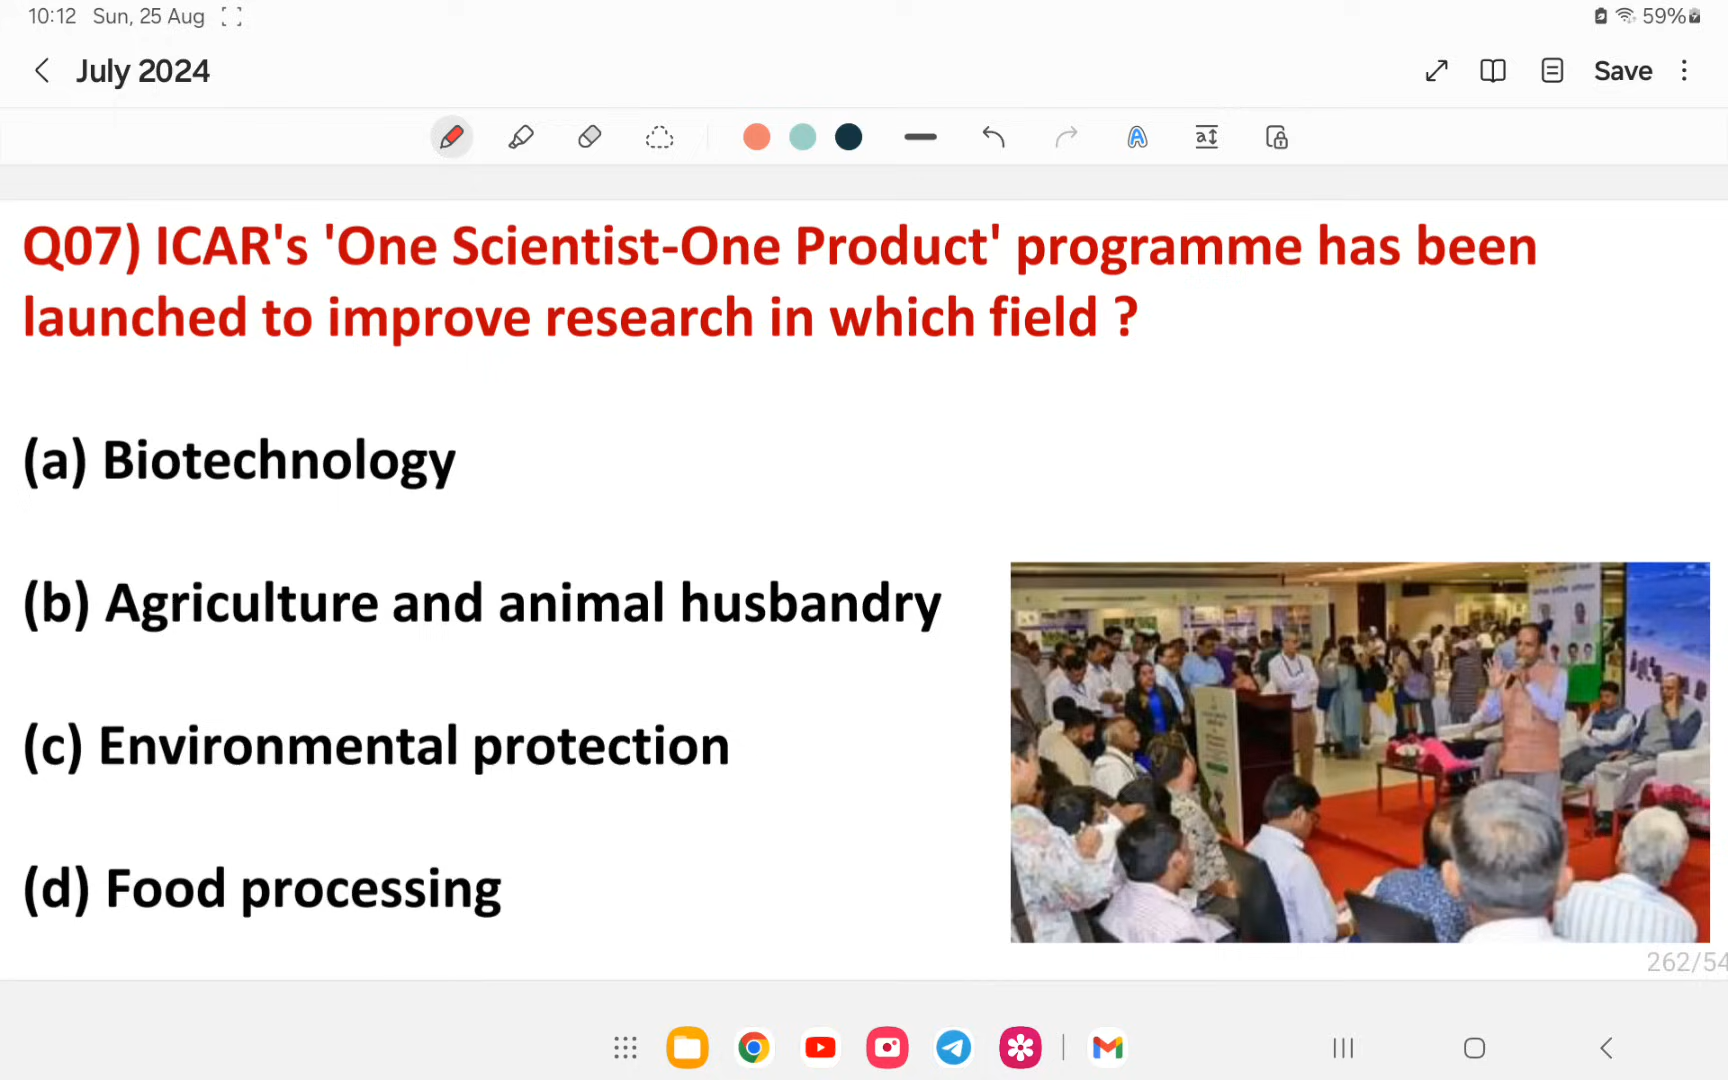 10:12 Sun, 25 Aug
59%
July 2024
Save
Q07) ICAR's 'One Scientist-One Product' programme has been
launched to improve research in which field ?
(a) Biotechnology
(b) Agriculture and animal husbandry
(c) Environmental protection
(d) Food processing
262/54